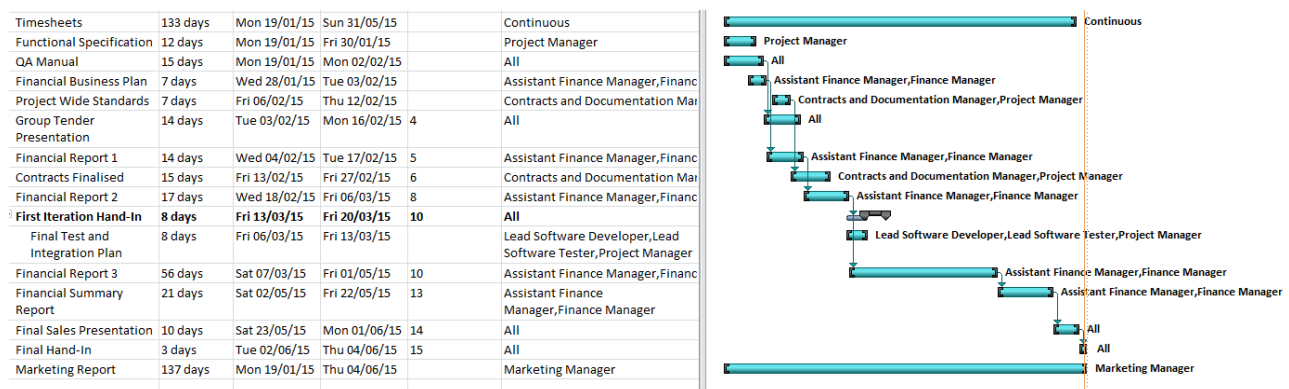 Timesheets 133 days Mon 19/01/15 Sun 31/05/15 Continuous Continuous
Functional Specification 12 days Mon 19/01/15 Fri 30/01/15 Project Manager Project Manager
QA Manual 15 days Mon 19/01/15 Mon 02/02/15 All All
Financial Business Plan 7 days Wed 28/01/15 Tue 03/02/15 Assistant Finance Manager,Financ Assistant Finance Manager,Finance Manager
Project Wide Standards 7 days Fri 06/02/15 Thu 12/02/15 Contracts and Documentation Mar Contracts and Documentation Manager,Project Manager
Group Tender 14 days Tue 03/02/15 Mon 16/02/15 4 All All
Presentation
Financial Report 1 14 days Wed 04/02/15 Tue 17/02/15 5 Assistant Finance Manager,Financ Assistant Finance Manager,Finance Manager
Contracts Finalised 15 days Fri 13/02/15 Fri 27/02/15 6 Contracts and Documentation Mar Contracts and Documentation Manager,Project Manager
Financial Report 2 17 days Wed 18/02/15 Fri 06/03/15 8 Assistant Finance Manager,Financ Assistant Finance Manager,Finance Manager
First Iteration Hand-In 8 days Fri 13/03/15 Fri 20/03/15 10 All
Final Test and 8 days Fri 06/03/15 Fri 13/03/15 Lead Software Developer,Lead Lead Software Developer,Lead Software Tester,Project Manager
Integration Plan Software Tester,Project Manager
Financial Report 3 56 days Sat 07/03/15 Fri 01/05/15 10 Assistant Finance Manager,Financ Assistant Finance Manager,Finance Manager
Financial Summary 21 days Sat 02/05/15 Fri 22/05/15 13 Assistant Finance Assistant Finance Manager,Finance Manager
Report Manager,Finance Manager
Final Sales Presentation 10 days Sat 23/05/15 Mon 01/06/15 14 All All
Final Hand-In 3 days Tue 02/06/15 Thu 04/06/15 15 All All
Marketing Report 137 days Mon 19/01/15 Thu 04/06/15 Marketing Manager Marketing Manager